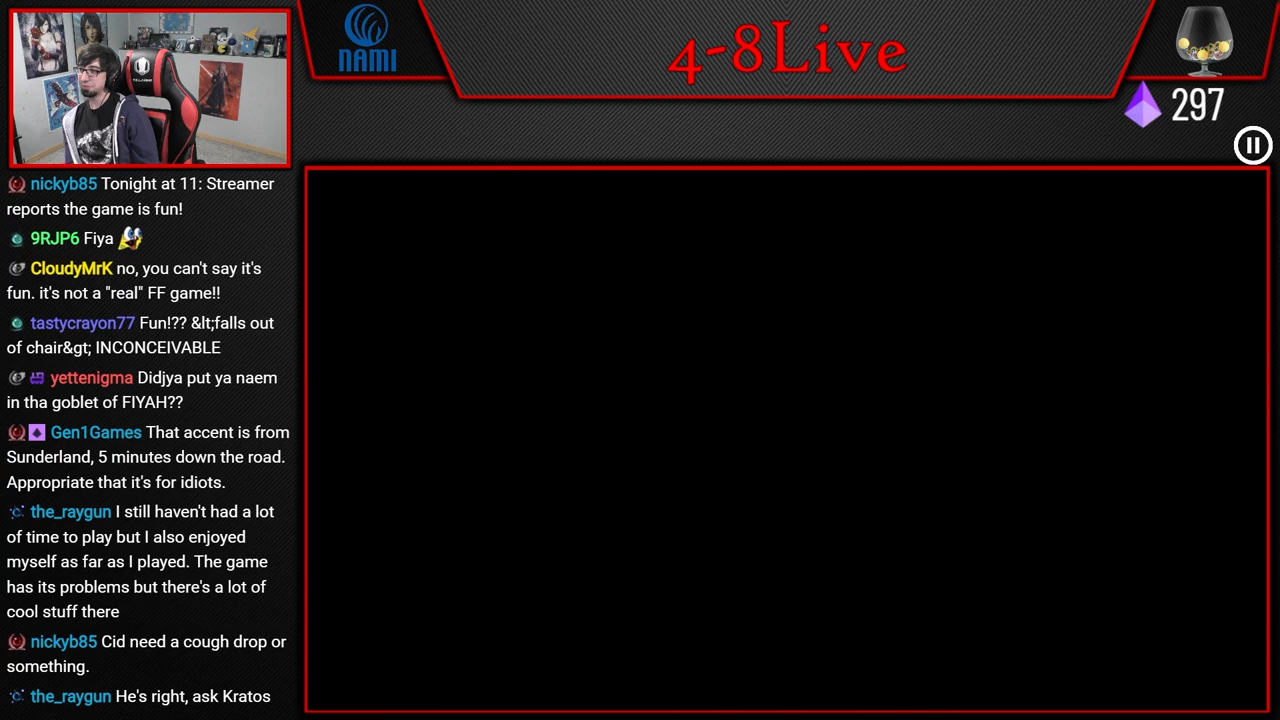 NAMI
4-8Live
297
nickyb85 Tonight at 11: Streamer
reports the game is fun!
9RJP6 Fiya
CloudyMrK no, you can't say it's
fun. it's not a "real" FF game!!
tastycrayon77 Fun!?? &lt;falls out
of chair&gt; INCONCEIVABLE
yettenigma Didjya put ya naem
in tha goblet of FIYAH??
Gen1Games That accent is from
Sunderland, 5 minutes down the road.
Appropriate that it's for idiots.
the_raygun I still haven't had a lot
of time to play but I also enjoyed
myself as far as I played. The game
has its problems but there's a lot of
cool stuff there
nickyb85 Cid need a cough drop or
something.
the_raygun He's right, ask Kratos